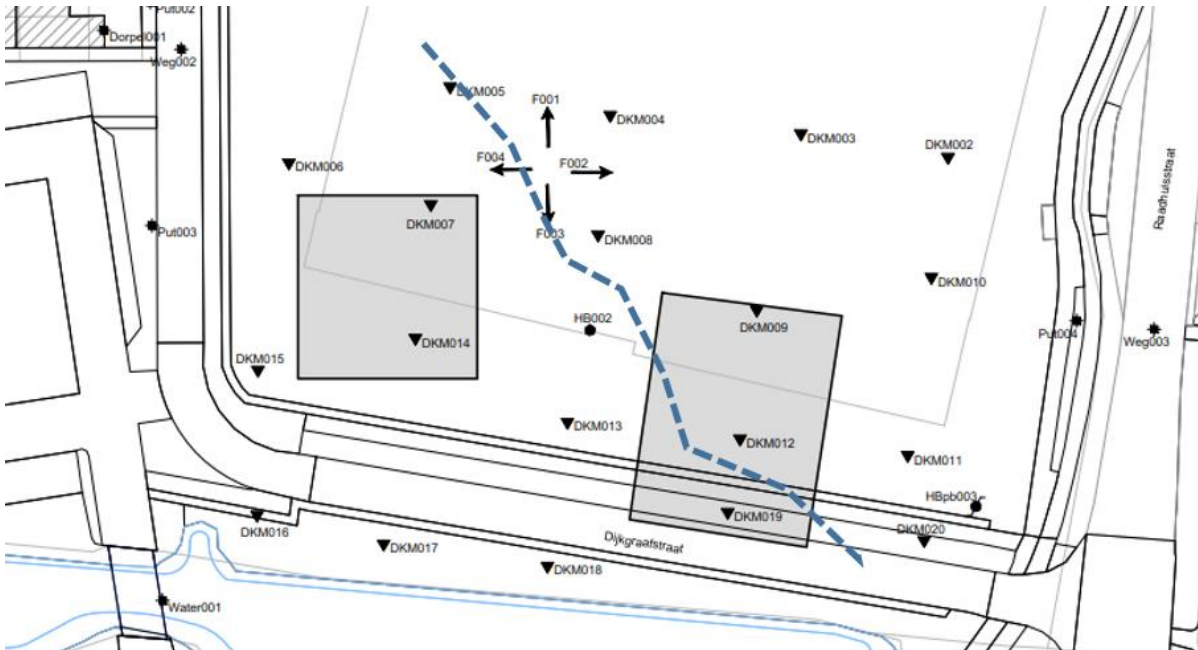 Put002
Dorpel001
Weg002
DKM005
F001
DKM004
DKM003
DKM002
F004
F002
DKM006
Raadhuisstraat
DKM007
Put003
F003
DKM008
DKM010
HB002
DKM009
Put004
Weg003
DKM014
DKM015
DKM013
DKM012
DKM011
HBpb003
DKM019
DKM016
DKM020
Dijkgraafstraat
DKM017
DKM018
Water001